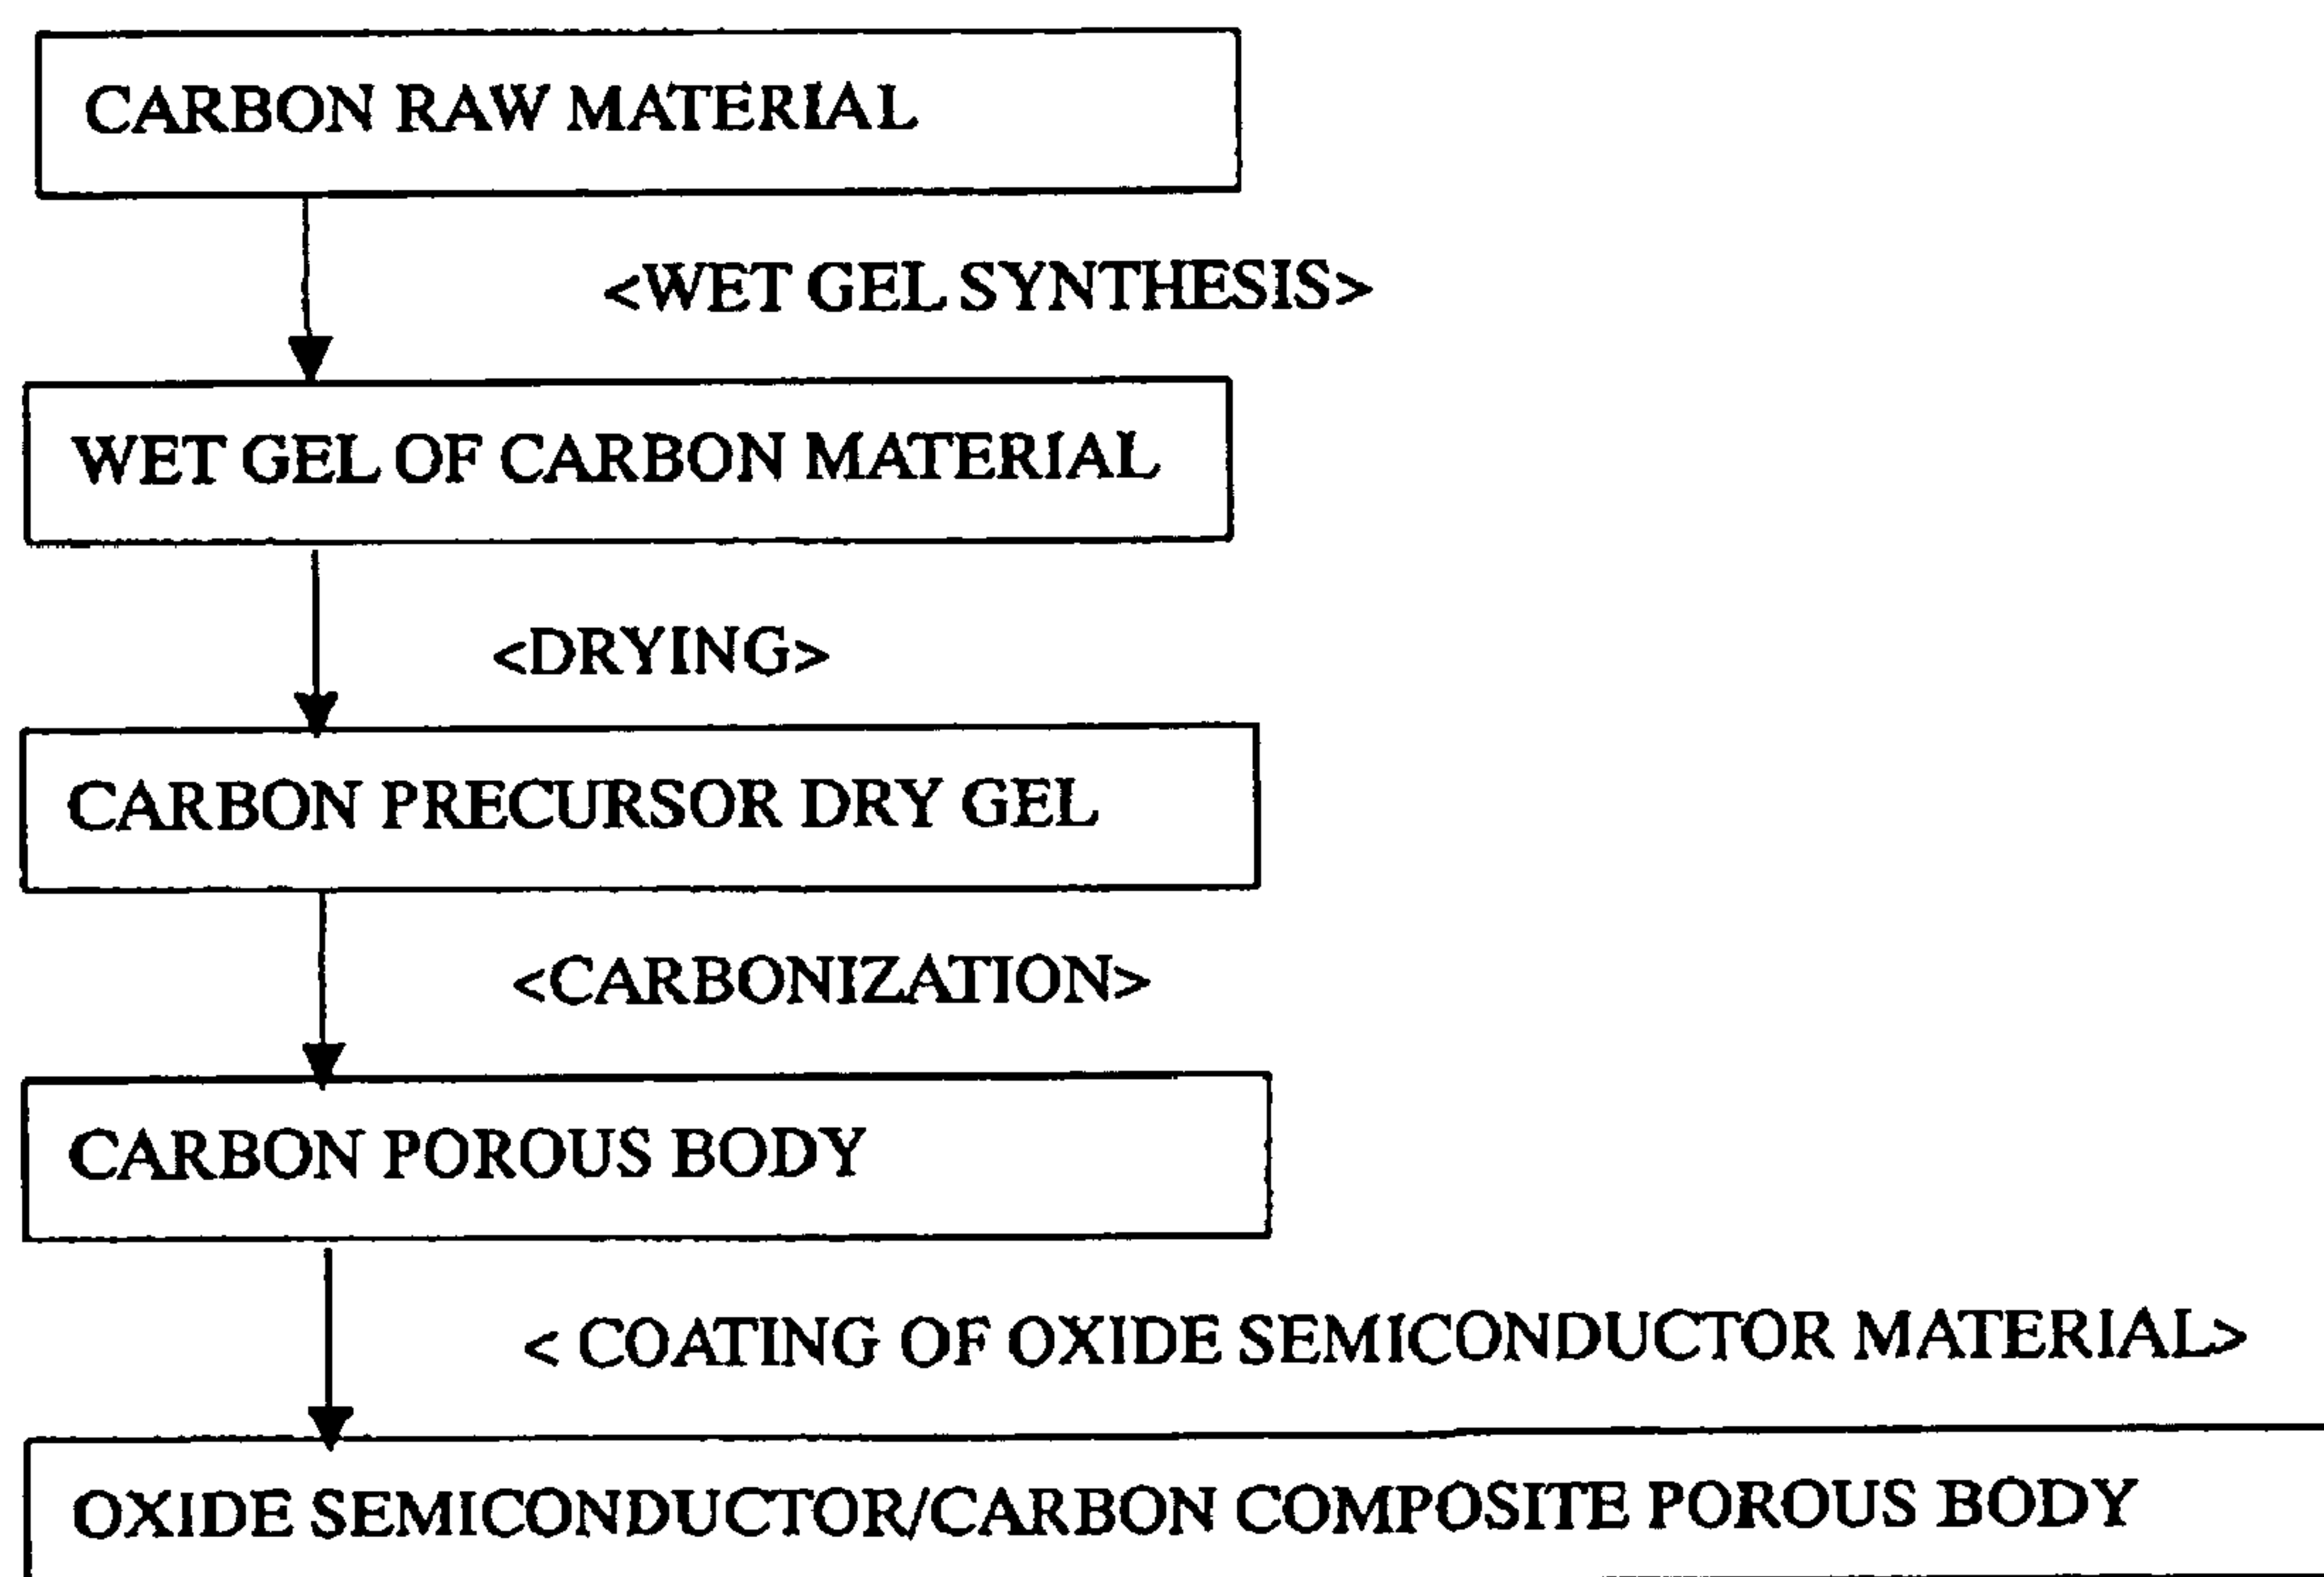 CARBON RAW MATERIAL
<WET GEL SYNTHESIS>
WET GEL OF CARBON MATERIAL
<DRYING>
CARBON PRECURSOR DRY GEL
<CARBONIZATION>
CARBON POROUS BODY
< COATING OF OXIDE SEMICONDUCTOR MATERIAL>
OXIDE SEMICONDUCTOR/CARBON COMPOSITE POROUS BODY